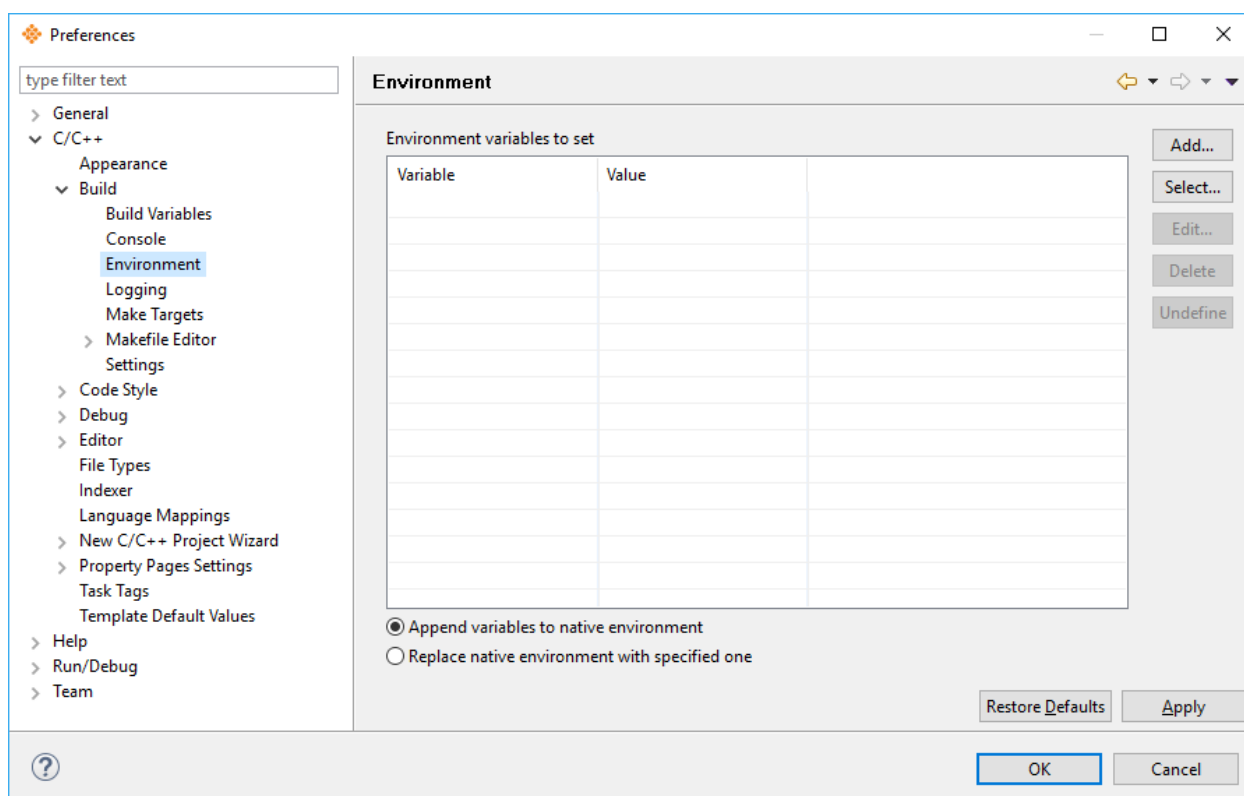 Preferences
type filter text
General
C/C++
Appearance
Build
Build Variables
Console
Environment
Logging
Make Targets
Makefile Editor
Settings
Code Style
Debug
Editor
File Types
Indexer
Language Mappings
New C/C++ Project Wizard
Property Pages Settings
Task Tags
Template Default Values
Help
Run/Debug
Team
Environment
Environment variables to set
Variable Value
Add...
Select...
Edit...
Delete
Undefine
Append variables to native environment
Replace native environment with specified one
Restore Defaults Apply
? OK Cancel